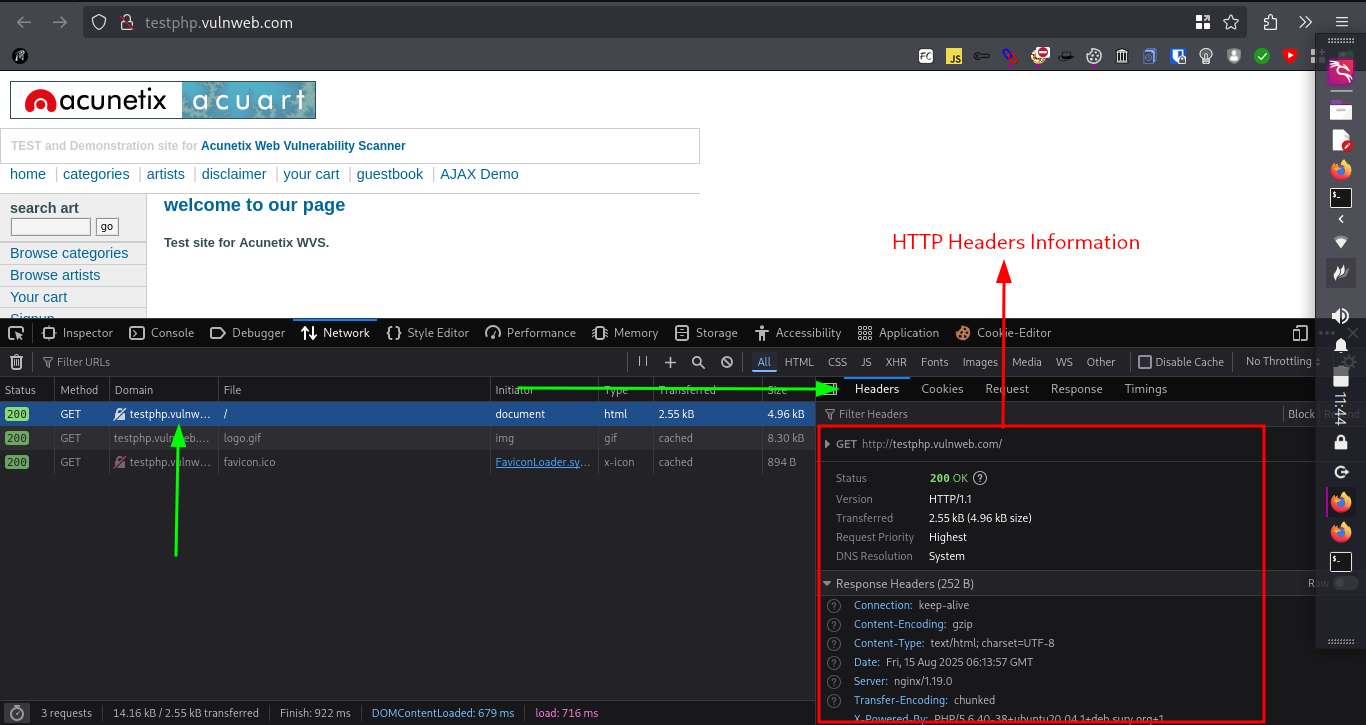 testphp.vulnweb.com
FC
JS
acunetix acuart
TEST and Demonstration site for Acunetix Web Vulnerability Scanner
home categories artists disclaimer your cart guestbook AJAX Demo
search art
go
Browse categories
Browse artists
Your cart
Signup
welcome to our page
Test site for Acunetix WVS.
HTTP Headers Information
11:44
Inspector Console Debugger Network Style Editor Performance Memory Storage Accessibility Application Cookie-Editor
Filter URLs All HTML CSS JS XHR Fonts Images Media WS Other Disable Cache No Throttling
Status Method Domain File Initiator Type Transferred Size
200 GET testphp.vulnw... / document html 2.55 kB 4.96 kB
200 GET testphp.vulnweb.... logo.gif img gif cached 8.30 kB
200 GET testphp.vulnw... favicon.ico FaviconLoader.sy... x-icon cached 894 B
Headers Cookies Request Response Timings
Filter Headers Block Resend
GET http://testphp.vulnweb.com/
Status 200 OK ?
Version HTTP/1.1
Transferred 2.55 kB (4.96 kB size)
Request Priority Highest
DNS Resolution System
Response Headers (252 B) Raw
? Connection: keep-alive
? Content-Encoding: gzip
? Content-Type: text/html; charset=UTF-8
? Date: Fri, 15 Aug 2025 06:13:57 GMT
? Server: nginx/1.19.0
? Transfer-Encoding: chunked
X-Powered-By: PHP/5.6.40-38+ubuntu20.04.1+deb.sury.org+1
3 requests 14.16 kB / 2.55 kB transferred Finish: 922 ms DOMContentLoaded: 679 ms load: 716 ms